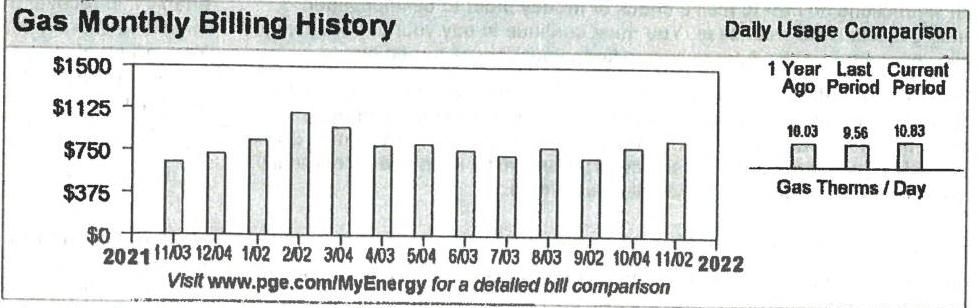 Gas Monthly Billing History
Daily Usage Comparison
$1500
$1125
$750
$375
$0
2021 11/03 12/04 1/02 2/02 3/04 4/03 5/04 6/03 7/03 8/03 9/02 10/04 11/02 2022
Visit www.pge.com/MyEnergy for a detailed bill comparison
1 Year Last Current
Ago Period Period
10.03 9.56 10.83
Gas Therms / Day